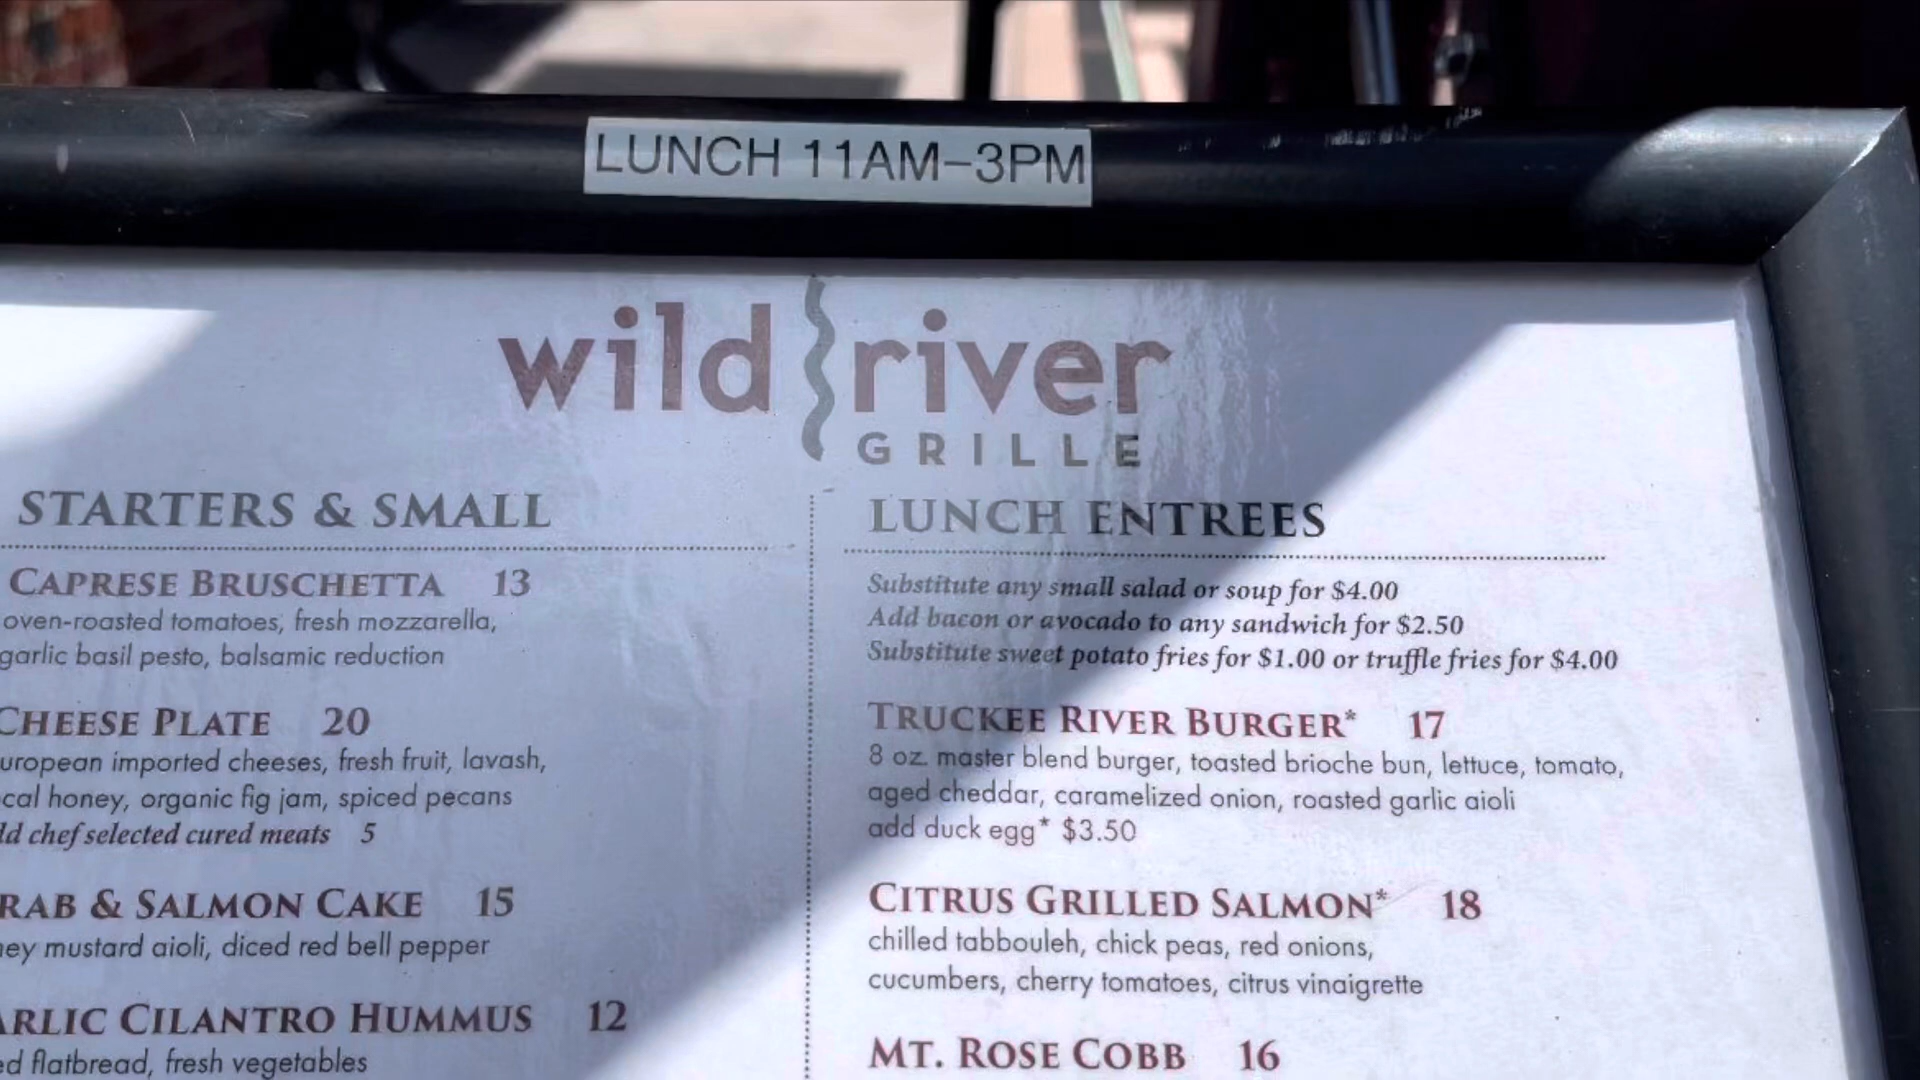 LUNCH 11AM–3PM
wild river
GRILLE
STARTERS & SMALL
CAPRESE BRUSCHETTA 13
oven-roasted tomatoes, fresh mozzarella,
garlic basil pesto, balsamic reduction
CHEESE PLATE 20
imported cheeses, fresh fruit, lavash,
honey, organic fig jam, spiced pecans
chef selected cured meats 5
& SALMON CAKE 15
mustard aioli, diced red bell pepper
CILANTRO HUMMUS 12
flatbread, fresh vegetables
LUNCH ENTREES
Substitute any small salad or soup for $4.00
Add bacon or avocado to any sandwich for $2.50
Substitute sweet potato fries for $1.00 or truffle fries for $4.00
TRUCKEE RIVER BURGER* 17
8 oz. master blend burger, toasted brioche bun, lettuce, tomato,
aged cheddar, caramelized onion, roasted garlic aioli
add duck egg* $3.50
CITRUS GRILLED SALMON* 18
chilled tabbouleh, chick peas, red onions,
cucumbers, cherry tomatoes, citrus vinaigrette
MT. ROSE COBB 16